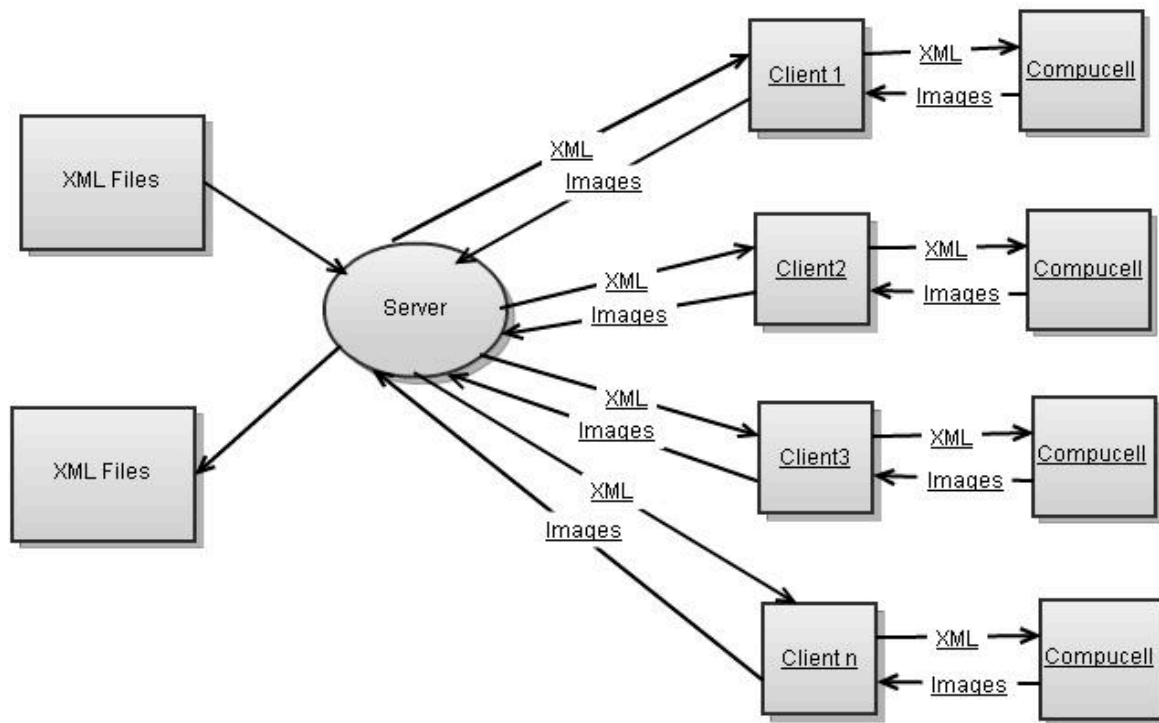 Client 1
XML
Compucell
Images
XML Files
XML
Images
Client2
XML
Compucell
Images
XML
Images
Server
XML
Images
Client3
XML
Compucell
Images
XML Files
XML
Images
Client n
XML
Compucell
Images